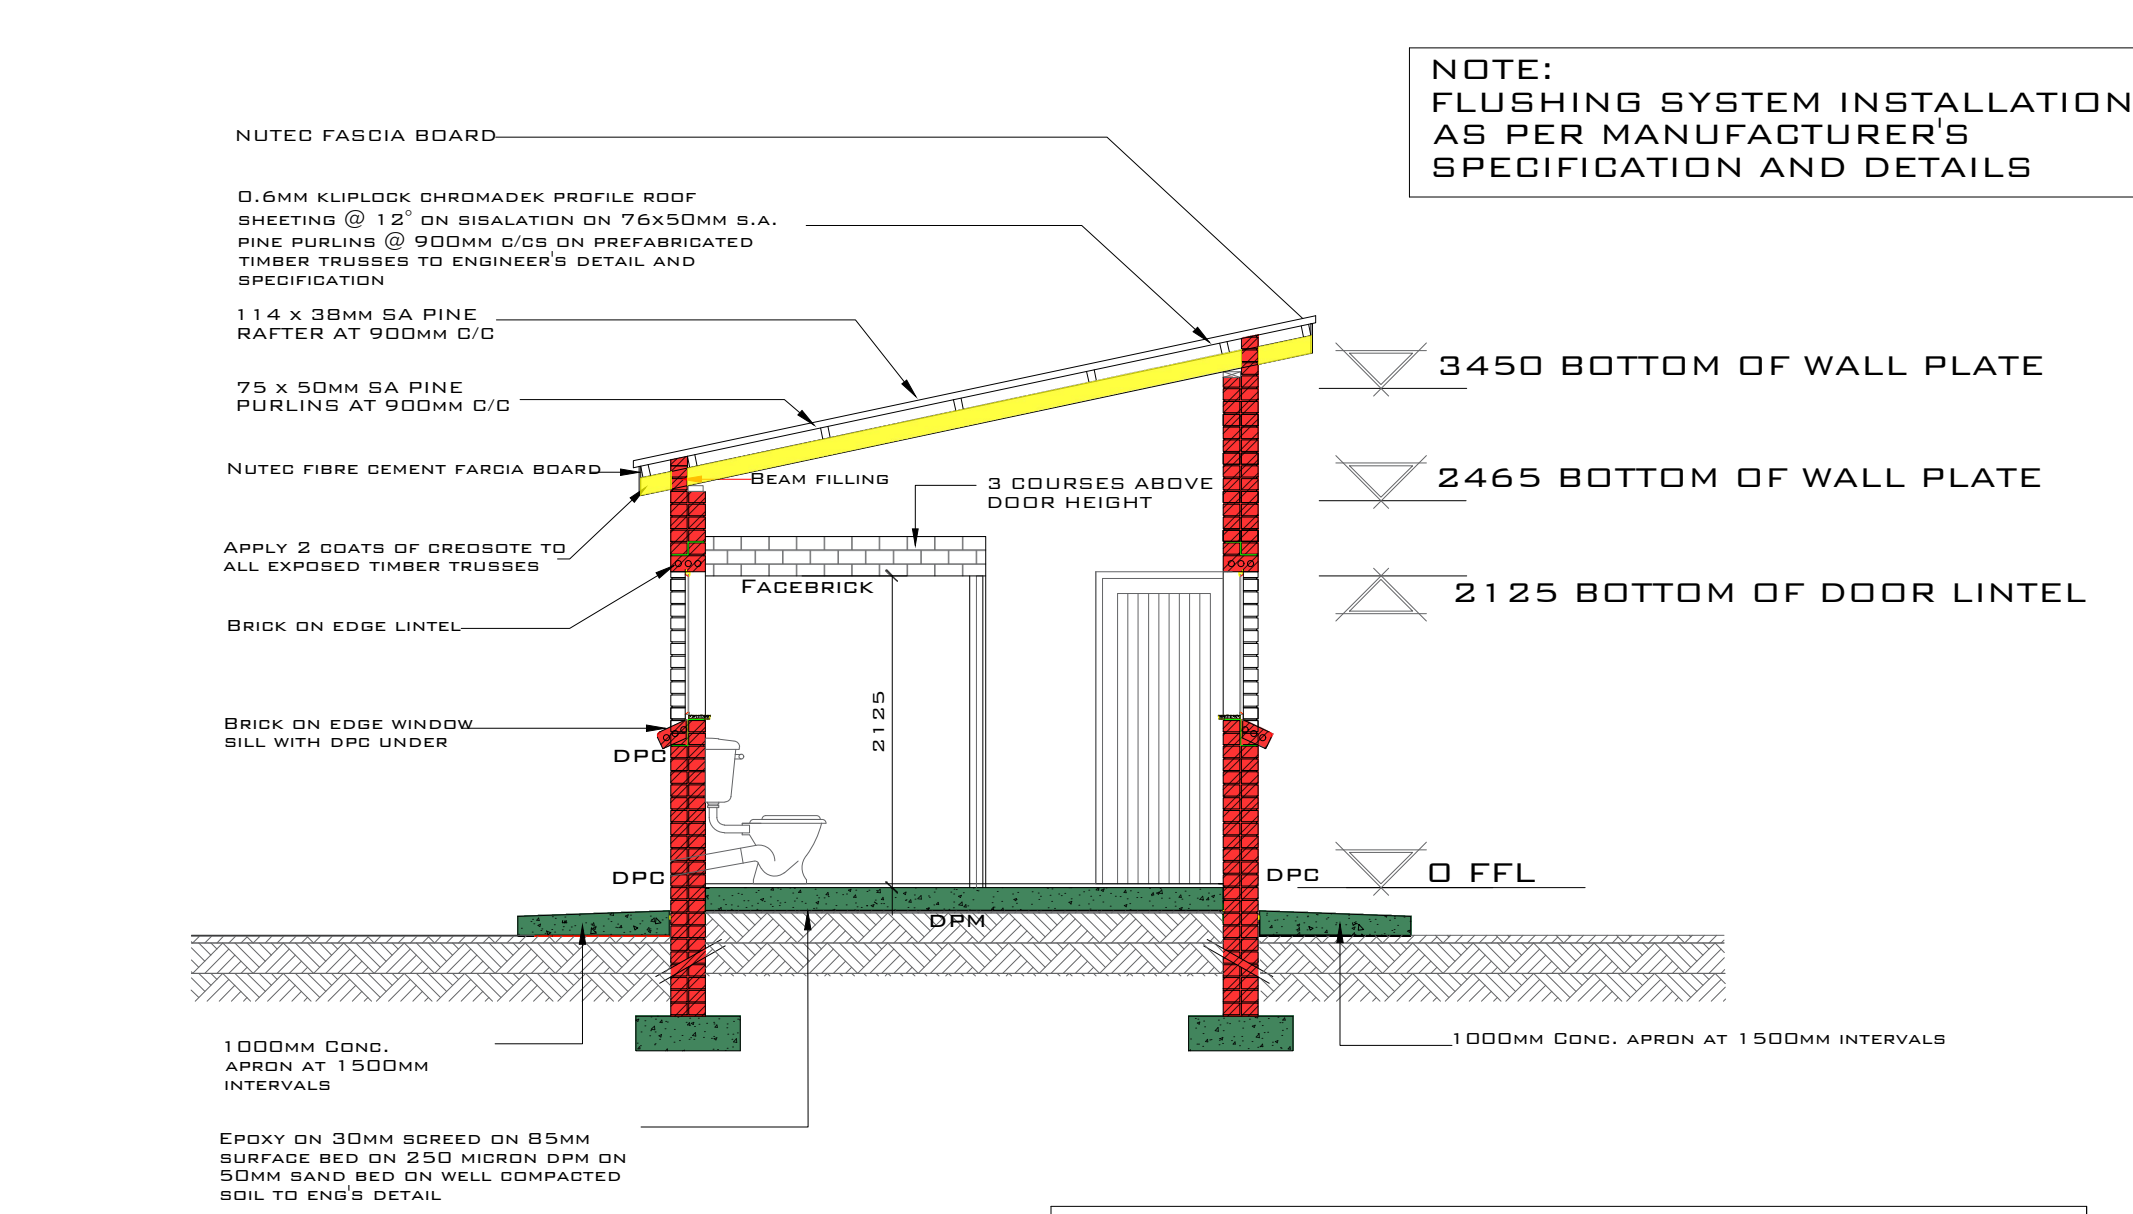 NOTE:
FLUSHING SYSTEM INSTALLATION
AS PER MANUFACTURER'S
SPECIFICATION AND DETAILS
NUTEC FASCIA BOARD
0.6MM KLIPLOCK CHROMADEK PROFILE ROOF
SHEETING @ 12° ON SISALATION ON 76X50MM S.A.
PINE PURLINS @ 900MM C/CS ON PREFABRICATED
TIMBER TRUSSES TO ENGINEER'S DETAIL AND
SPECIFICATION
114 X 38MM SA PINE
RAFTER AT 900MM C/C
75 X 50MM SA PINE
PURLINS AT 900MM C/C
NUTEC FIBRE CEMENT FARCIA BOARD
BEAM FILLING
3 COURSES ABOVE
DOOR HEIGHT
APPLY 2 COATS OF CREOSOTE TO
ALL EXPOSED TIMBER TRUSSES
FACEBRICK
BRICK ON EDGE LINTEL
BRICK ON EDGE WINDOW
SILL WITH DPC UNDER
DPC
2125
DPC
DPC
DPM
3450 BOTTOM OF WALL PLATE
2465 BOTTOM OF WALL PLATE
2125 BOTTOM OF DOOR LINTEL
0 FFL
1000MM CONC.
APRON AT 1500MM
INTERVALS
1000MM CONC. APRON AT 1500MM INTERVALS
EPOXY ON 30MM SCREED ON 85MM
SURFACE BED ON 250 MICRON DPM ON
50MM SAND BED ON WELL COMPACTED
SOIL TO ENG'S DETAIL